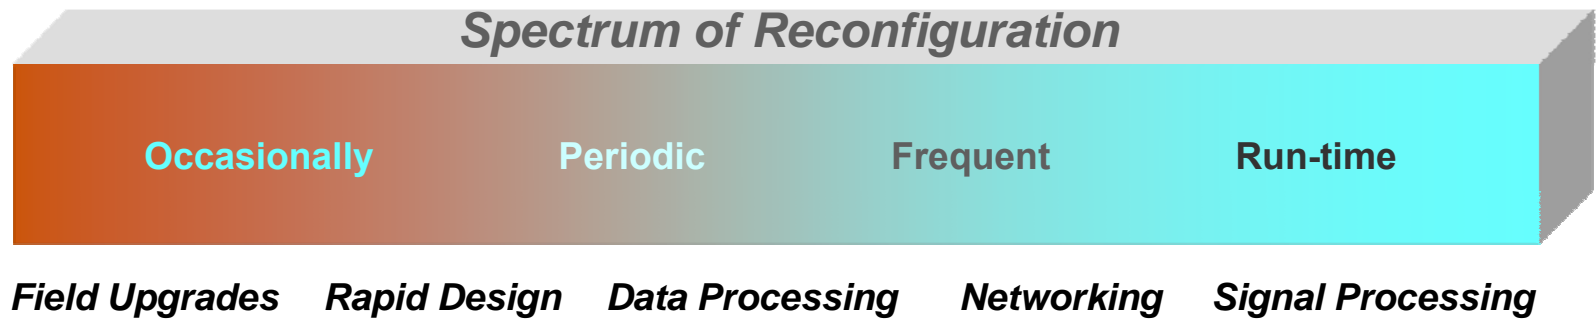 Spectrum of Reconfiguration
Occasionally Periodic Frequent Run-time
Field Upgrades Rapid Design Data Processing Networking Signal Processing